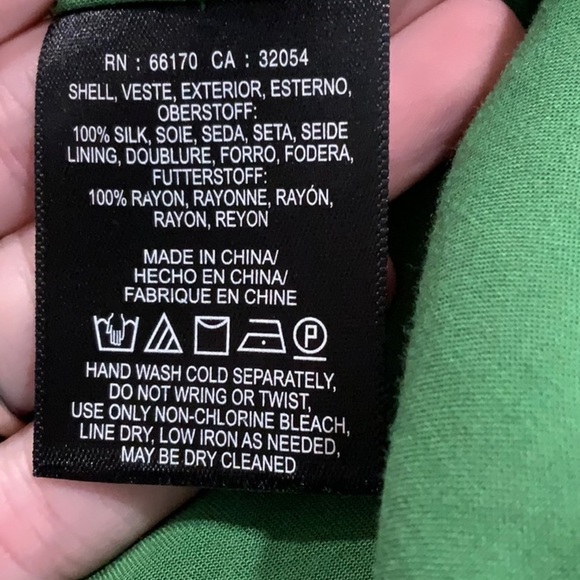 RN : 66170 CA : 32054
SHELL, VESTE, EXTERIOR, ESTERNO,
OBERSTOFF:
100% SILK, SOIE, SEDA, SETA, SEIDE
LINING, DOUBLURE, FORRO, FODERA,
FUTTERSTOFF:
100% RAYON, RAYONNE, RAYÓN,
RAYON, REYON
MADE IN CHINA/
HECHO EN CHINA/
FABRIQUE EN CHINE
P
HAND WASH COLD SEPARATELY,
DO NOT WRING OR TWIST,
USE ONLY NON-CHLORINE BLEACH,
LINE DRY, LOW IRON AS NEEDED,
MAY BE DRY CLEANED